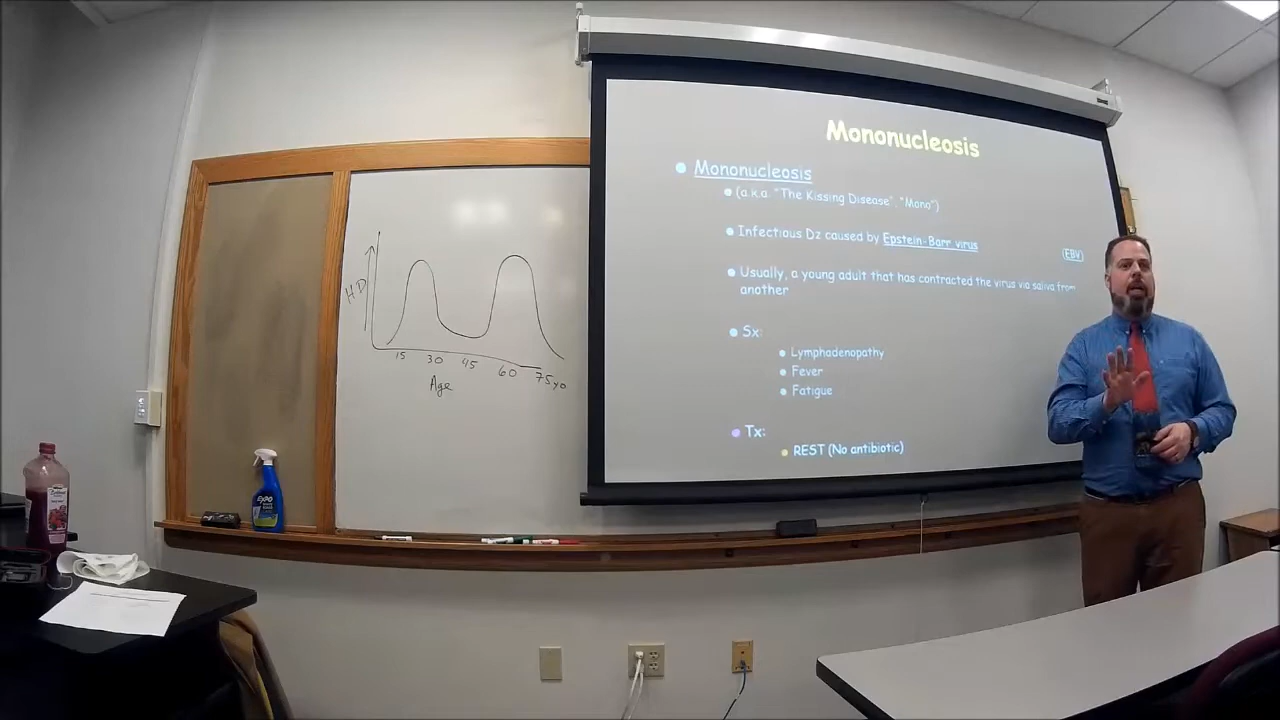 HD
15 30 45 60 75yo
Age
Mononucleosis
Mononucleosis
(a.k.a. "The Kissing Disease", "Mono")
Infectious Dz caused by Epstein-Barr virus
EBV
Usually, a young adult that has contracted the virus via saliva from
another
Sx:
Lymphadenopathy
Fever
Fatigue
Tx:
REST (No antibiotic)
EXPO